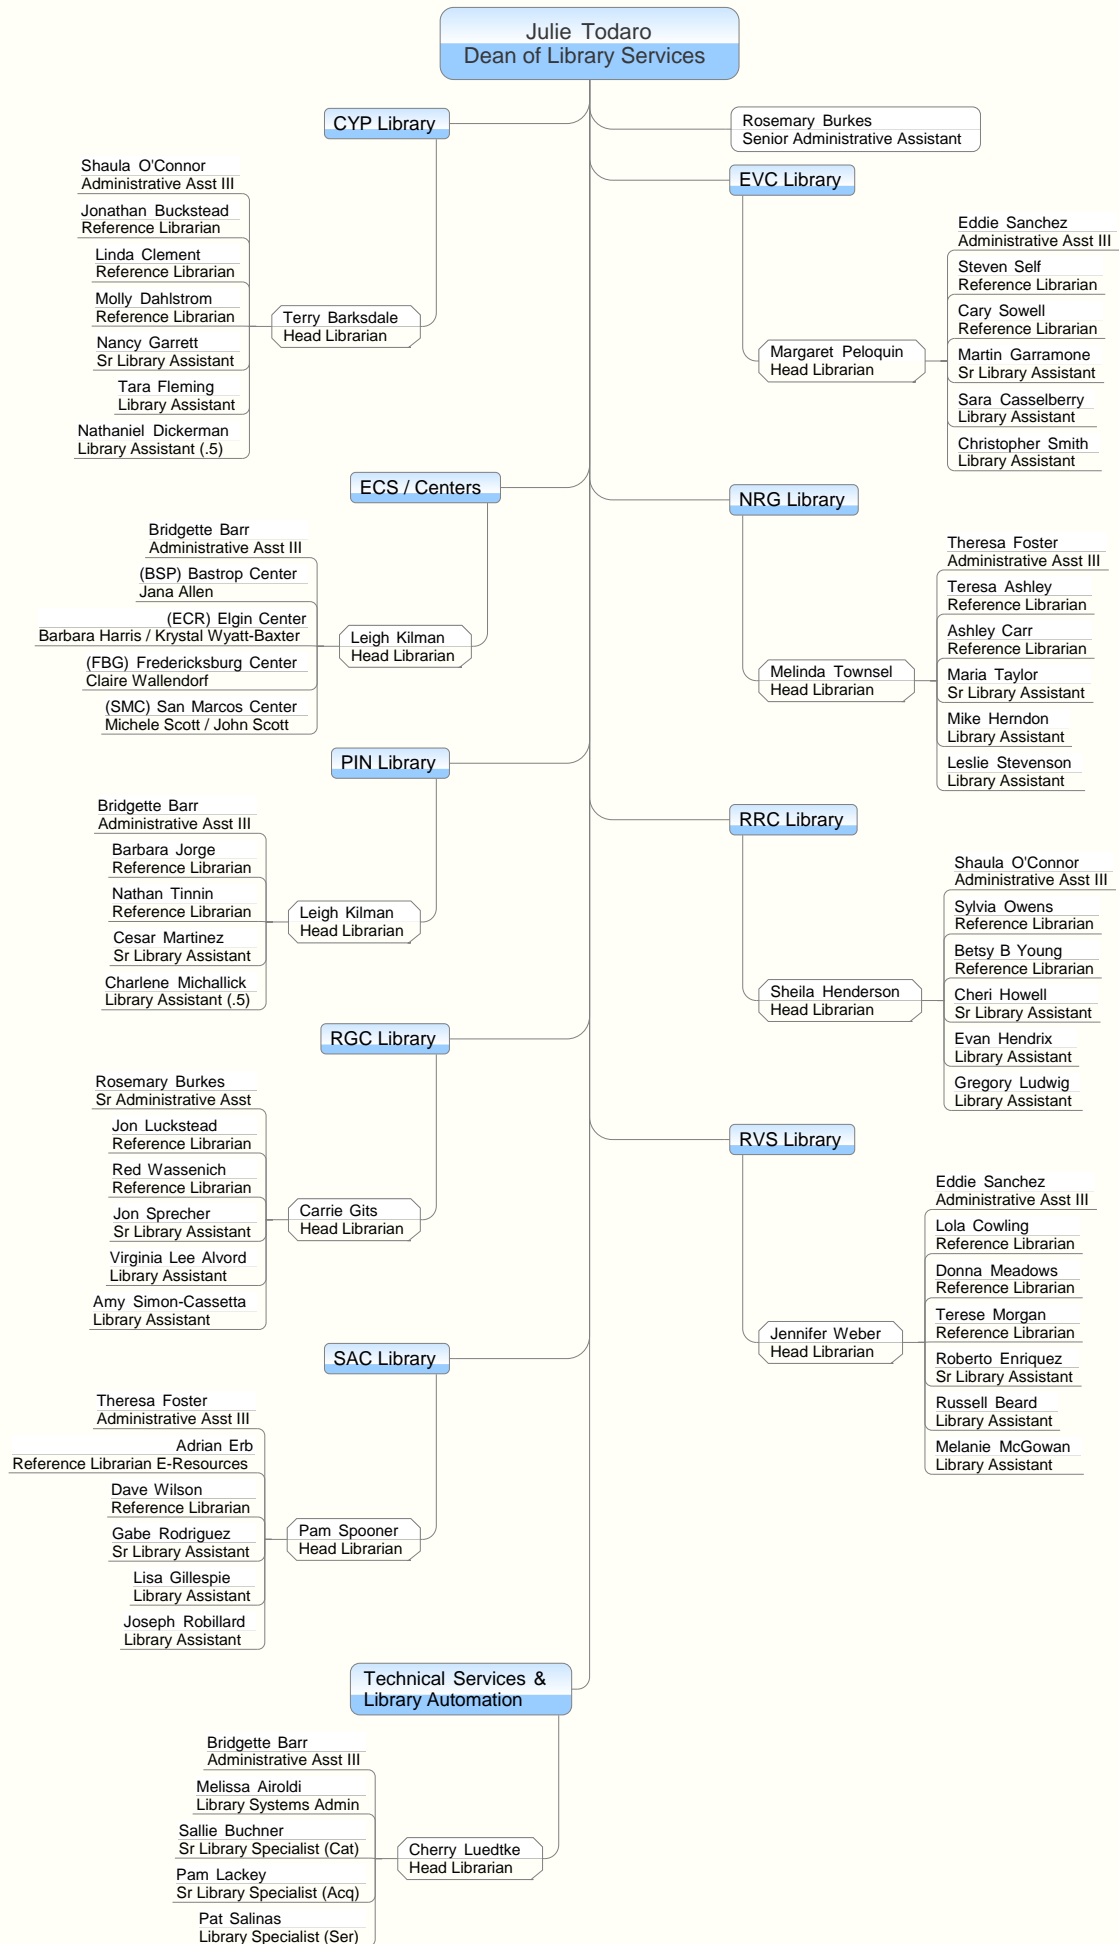 Julie Todaro
Dean of Library Services
Rosemary Burkes
Senior Administrative Assistant
CYP Library
Shaula O'Connor
Administrative Asst III
Jonathan Buckstead
Reference Librarian
Linda Clement
Reference Librarian
Molly Dahlstrom
Reference Librarian
Nancy Garrett
Sr Library Assistant
Tara Fleming
Library Assistant
Nathaniel Dickerman
Library Assistant (.5)
Terry Barksdale
Head Librarian
ECS / Centers
Bridgette Barr
Administrative Asst III
(BSP) Bastrop Center
Jana Allen
(ECR) Elgin Center
Barbara Harris / Krystal Wyatt-Baxter
(FBG) Fredericksburg Center
Claire Wallendorf
(SMC) San Marcos Center
Michele Scott / John Scott
Leigh Kilman
Head Librarian
PIN Library
Bridgette Barr
Administrative Asst III
Barbara Jorge
Reference Librarian
Nathan Tinnin
Reference Librarian
Cesar Martinez
Sr Library Assistant
Charlene Michallick
Library Assistant (.5)
Leigh Kilman
Head Librarian
RGC Library
Rosemary Burkes
Sr Administrative Asst
Jon Luckstead
Reference Librarian
Red Wassenich
Reference Librarian
Jon Sprecher
Sr Library Assistant
Virginia Lee Alvord
Library Assistant
Amy Simon-Cassetta
Library Assistant
Carrie Gits
Head Librarian
SAC Library
Theresa Foster
Administrative Asst III
Adrian Erb
Reference Librarian E-Resources
Dave Wilson
Reference Librarian
Gabe Rodriguez
Sr Library Assistant
Lisa Gillespie
Library Assistant
Joseph Robillard
Library Assistant
Pam Spooner
Head Librarian
Technical Services &
Library Automation
Bridgette Barr
Administrative Asst III
Melissa Airoldi
Library Systems Admin
Sallie Buchner
Sr Library Specialist (Cat)
Pam Lackey
Sr Library Specialist (Acq)
Pat Salinas
Library Specialist (Ser)
Cherry Luedtke
Head Librarian
EVC Library
Margaret Peloquin
Head Librarian
Eddie Sanchez
Administrative Asst III
Steven Self
Reference Librarian
Cary Sowell
Reference Librarian
Martin Garramone
Sr Library Assistant
Sara Casselberry
Library Assistant
Christopher Smith
Library Assistant
NRG Library
Melinda Townsel
Head Librarian
Theresa Foster
Administrative Asst III
Teresa Ashley
Reference Librarian
Ashley Carr
Reference Librarian
Maria Taylor
Sr Library Assistant
Mike Herndon
Library Assistant
Leslie Stevenson
Library Assistant
RRC Library
Sheila Henderson
Head Librarian
Shaula O'Connor
Administrative Asst III
Sylvia Owens
Reference Librarian
Betsy B Young
Reference Librarian
Cheri Howell
Sr Library Assistant
Evan Hendrix
Library Assistant
Gregory Ludwig
Library Assistant
RVS Library
Jennifer Weber
Head Librarian
Eddie Sanchez
Administrative Asst III
Lola Cowling
Reference Librarian
Donna Meadows
Reference Librarian
Terese Morgan
Reference Librarian
Roberto Enriquez
Sr Library Assistant
Russell Beard
Library Assistant
Melanie McGowan
Library Assistant